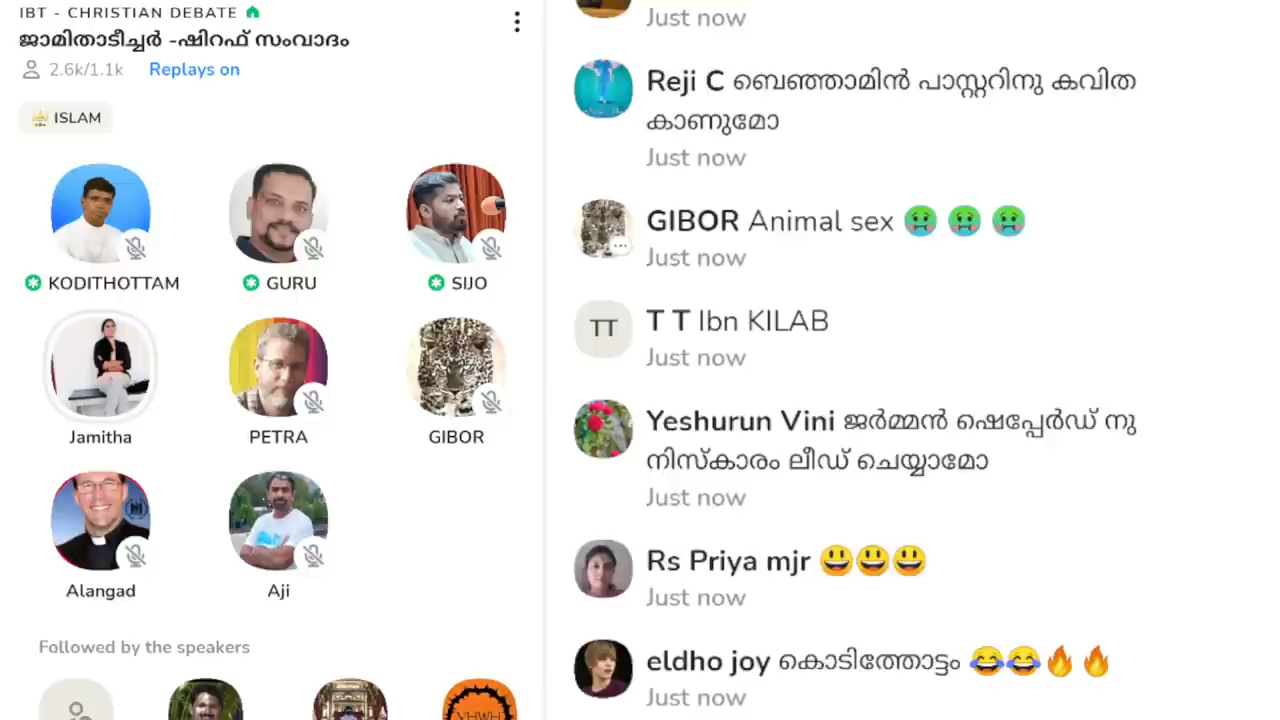 IBT - CHRISTIAN DEBATE
ജാമിതാടീച്ചർ -ഷിറഫ് സംവാദം
2.6k/1.1k Replays on
ISLAM
KODITHOTTAM
GURU
SIJO
Jamitha
PETRA
GIBOR
Alangad
Aji
Followed by the speakers
YHWH
Just now
Reji C ബെഞ്ഞാമിൻ പാസ്റ്ററിനു കവിത
കാണുമോ
Just now
GIBOR Animal sex 🤢 🤢 🤢
Just now
TT
T T Ibn KILAB
Just now
Yeshurun Vini ജർമ്മൻ ഷെപ്പേർഡ് നു
നിസ്കാരം ലീഡ് ചെയ്യാമോ
Just now
Rs Priya mjr 😃😃😃
Just now
eldho joy കൊടിത്തോട്ടം 😂😂🔥🔥
Just now